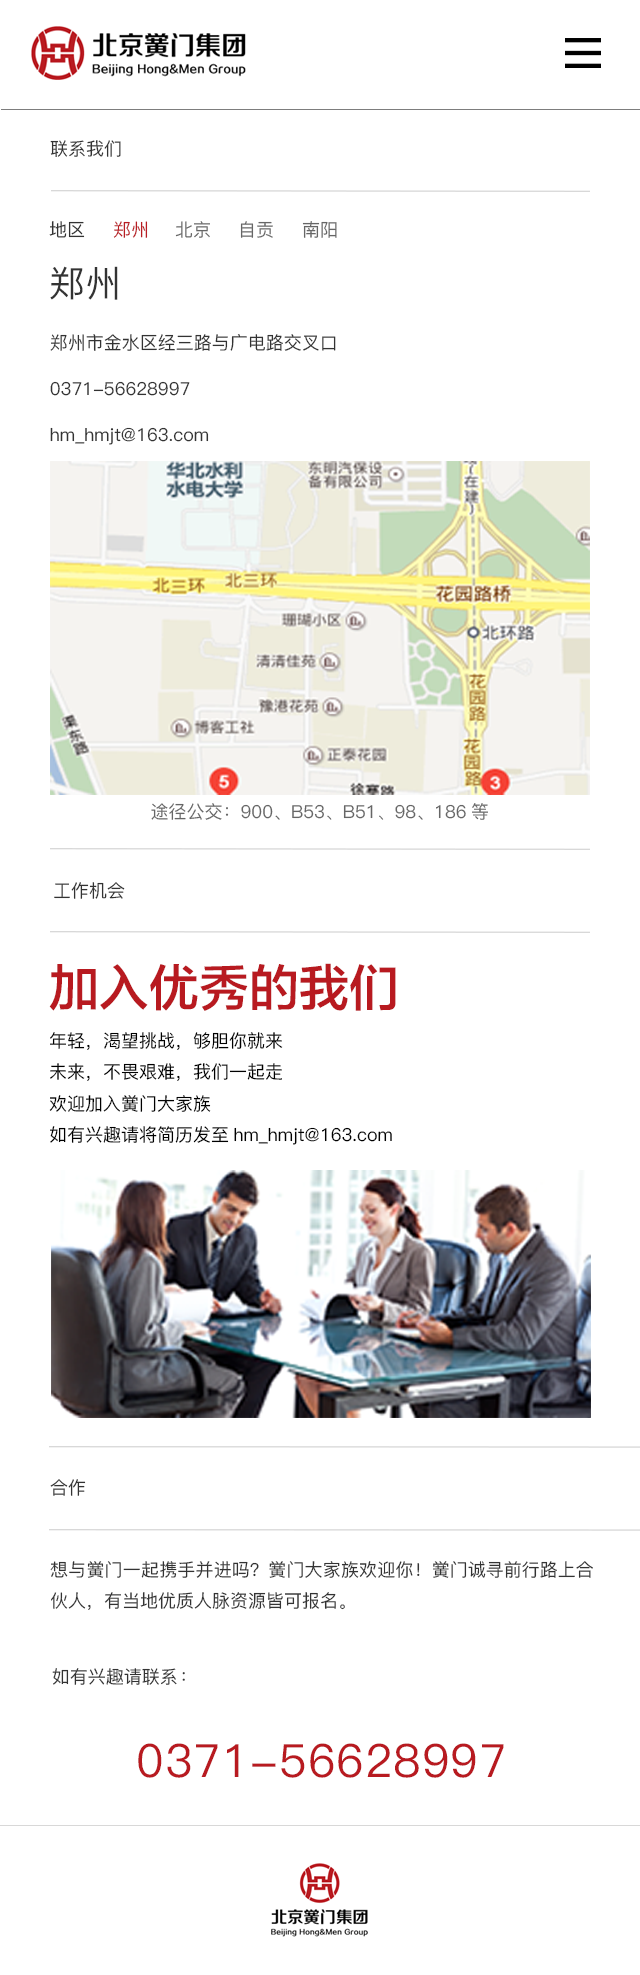 北京黉门集团
Beijing Hong&Men Group
联系我们
地区 郑州 北京 自贡 南阳
郑州
郑州市金水区经三路与广电路交叉口
0371-56628997
hm_hmjt@163.com
华北水利
水电大学
东明汽保设
备有限公司
(在建)
北三环
北三环
花园路桥
珊瑚小区
北环路
清清佳苑
花园路
豫港花苑
博客工社
渠东路
正泰花园
花园路
5
3
途径公交：900、B53、B51、98、186 等
工作机会
加入优秀的我们
年轻，渴望挑战，够胆你就来
未来，不畏艰难，我们一起走
欢迎加入黉门大家族
如有兴趣请将简历发至 hm_hmjt@163.com
合作
想与黉门一起携手并进吗？黉门大家族欢迎你！黉门诚寻前行路上合
伙人，有当地优质人脉资源皆可报名。
如有兴趣请联系：
0371-56628997
北京黉门集团
Beijing Hong&Men Group